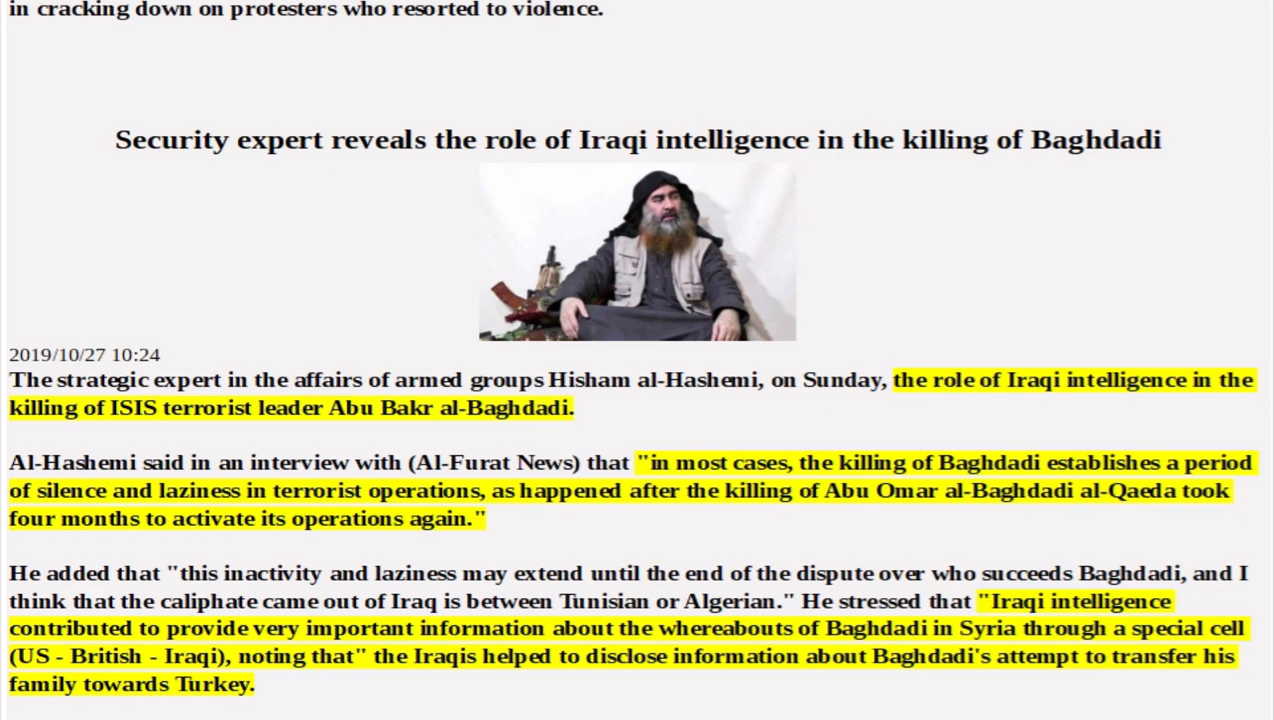 in cracking down on protesters who resorted to violence.
Security expert reveals the role of Iraqi intelligence in the killing of Baghdadi
2019/10/27 10:24
The strategic expert in the affairs of armed groups Hisham al-Hashemi, on Sunday, the role of Iraqi intelligence in the
killing of ISIS terrorist leader Abu Bakr al-Baghdadi.
Al-Hashemi said in an interview with (Al-Furat News) that "in most cases, the killing of Baghdadi establishes a period
of silence and laziness in terrorist operations, as happened after the killing of Abu Omar al-Baghdadi al-Qaeda took
four months to activate its operations again."
He added that "this inactivity and laziness may extend until the end of the dispute over who succeeds Baghdadi, and I
think that the caliphate came out of Iraq is between Tunisian or Algerian." He stressed that "Iraqi intelligence
contributed to provide very important information about the whereabouts of Baghdadi in Syria through a special cell
(US - British - Iraqi), noting that" the Iraqis helped to disclose information about Baghdadi's attempt to transfer his
family towards Turkey.